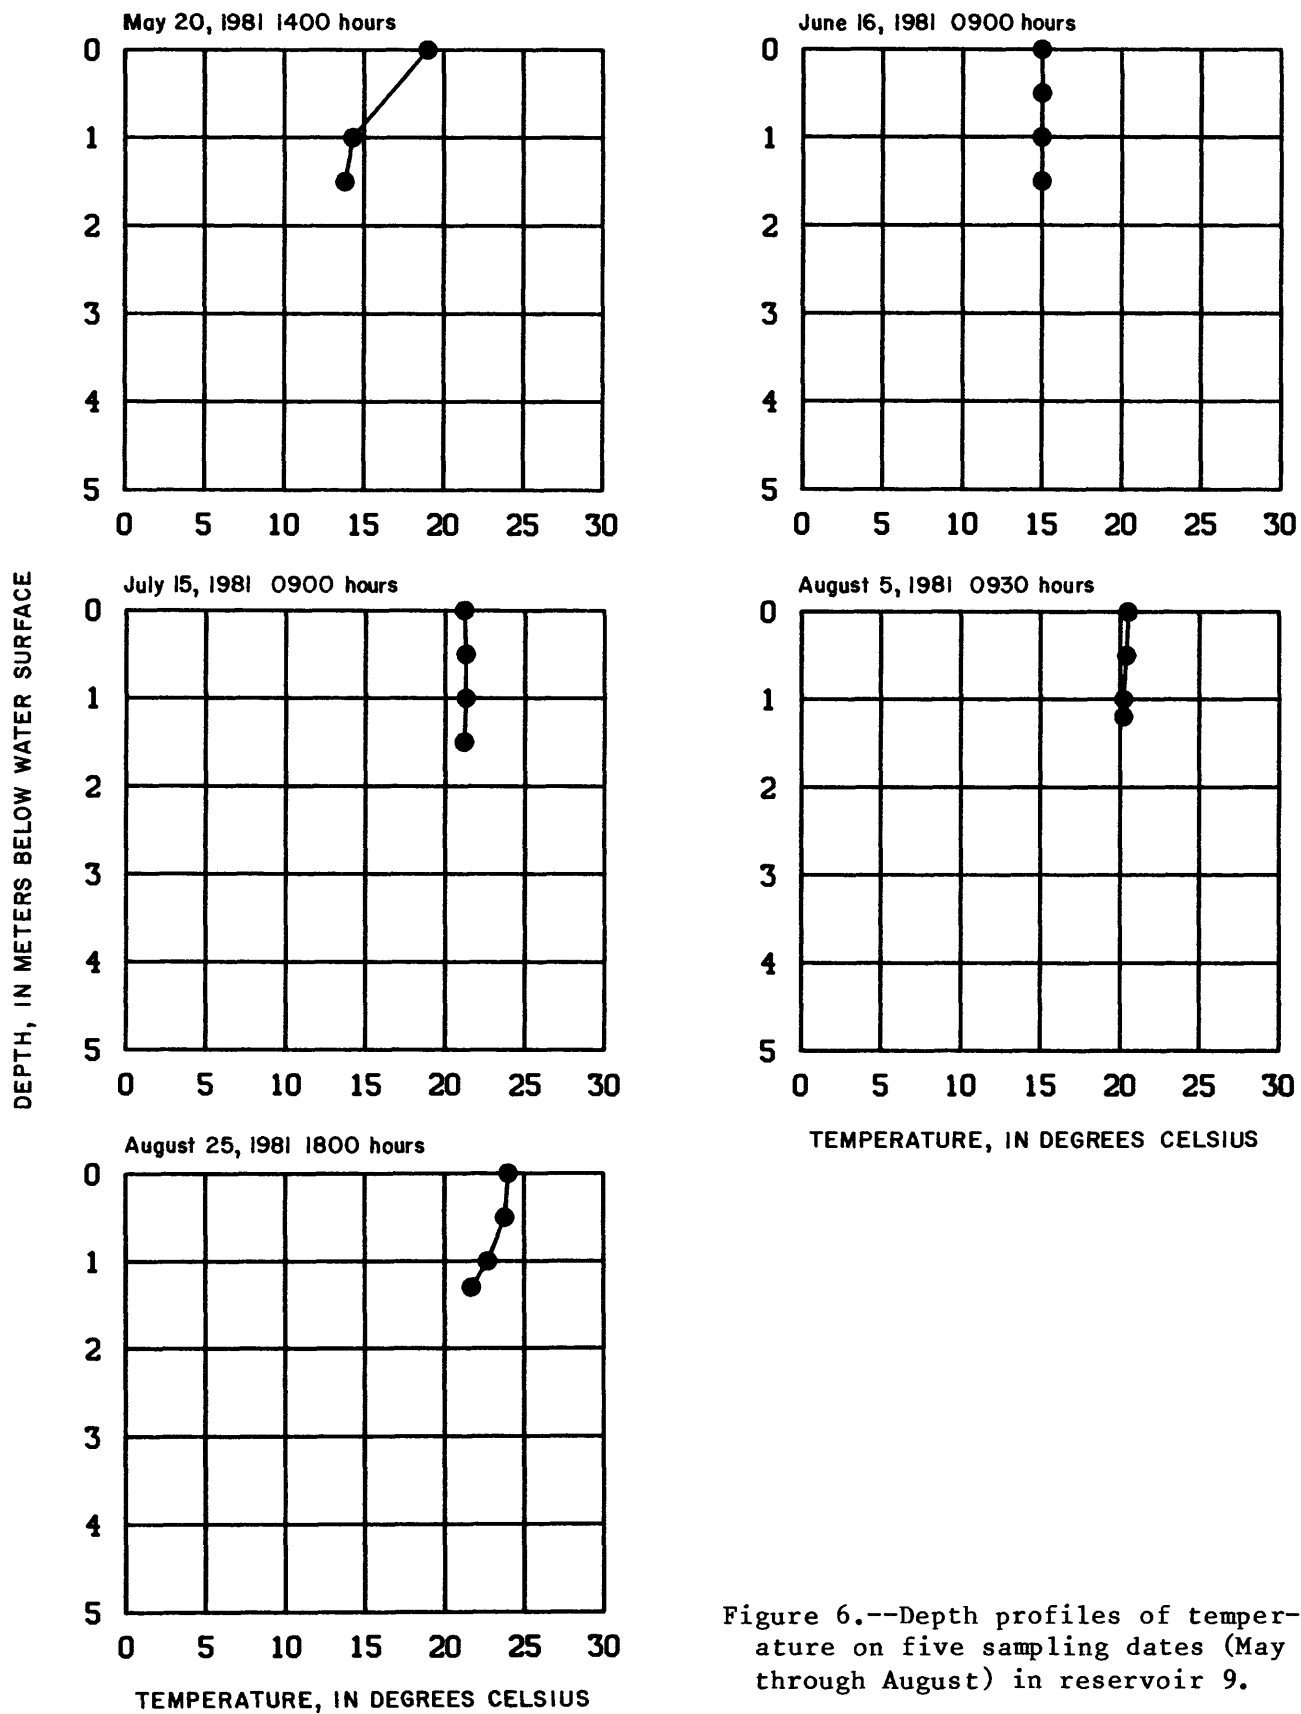 May 20, 1981 1400 hours
0
1
2
3
4
5
0 5 10 15 20 25 30
June 16, 1981 0900 hours
0
1
2
3
4
5
0 5 10 15 20 25 30
DEPTH, IN METERS BELOW WATER SURFACE
July 15, 1981 0900 hours
0
1
2
3
4
5
0 5 10 15 20 25 30
August 5, 1981 0930 hours
0
1
2
3
4
5
0 5 10 15 20 25 30
TEMPERATURE, IN DEGREES CELSIUS
August 25, 1981 1800 hours
0
1
2
3
4
5
0 5 10 15 20 25 30
TEMPERATURE, IN DEGREES CELSIUS
Figure 6.--Depth profiles of temper-
ature on five sampling dates (May
through August) in reservoir 9.